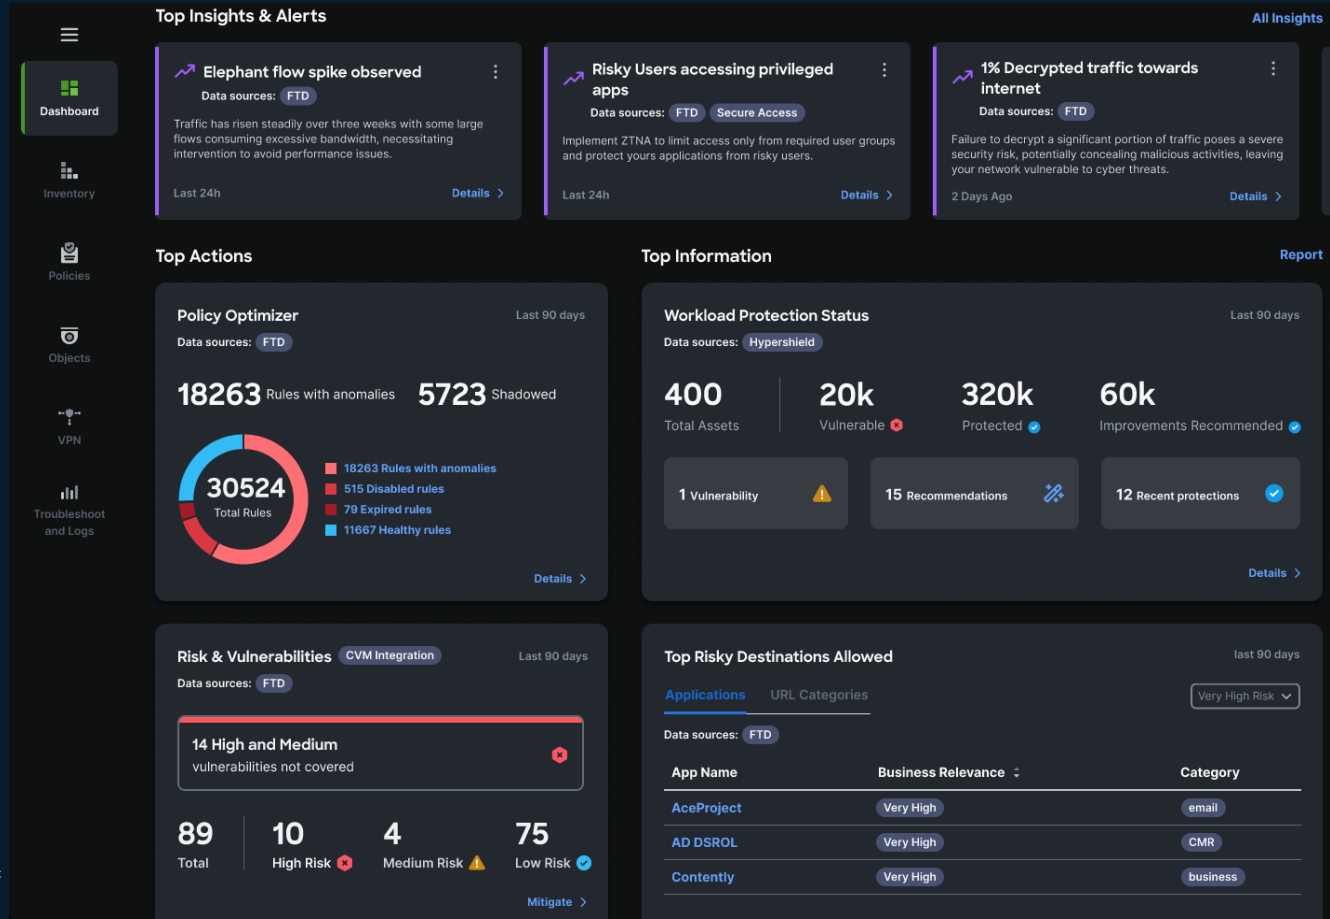 Top Insights & Alerts
All Insights
Dashboard
Inventory
Policies
Objects
VPN
Troubleshoot
and Logs
Elephant flow spike observed
Data sources: FTD
Traffic has risen steadily over three weeks with some large
flows consuming excessive bandwidth, necessitating
intervention to avoid performance issues.
Last 24h
Details
Risky Users accessing privileged
apps
Data sources: FTD Secure Access
Implement ZTNA to limit access only from required user groups
and protect yours applications from risky users.
Last 24h
Details
1% Decrypted traffic towards
internet
Data sources: FTD
Failure to decrypt a significant portion of traffic poses a severe
security risk, potentially concealing malicious activities, leaving
your network vulnerable to cyber threats.
2 Days Ago
Details
Top Actions
Policy Optimizer
Last 90 days
Data sources: FTD
18263 Rules with anomalies 5723 Shadowed
30524
Total Rules
18263 Rules with anomalies
515 Disabled rules
79 Expired rules
11667 Healthy rules
Details
Top Information
Report
Workload Protection Status
Last 90 days
Data sources: Hypershield
400
Total Assets
20k
Vulnerable
320k
Protected
60k
Improvements Recommended
1 Vulnerability
15 Recommendations
12 Recent protections
Details
Risk & Vulnerabilities CVM Integration
Last 90 days
Data sources: FTD
14 High and Medium
vulnerabilities not covered
89
Total
10
High Risk
4
Medium Risk
75
Low Risk
Mitigate
Top Risky Destinations Allowed
last 90 days
Applications URL Categories
Very High Risk
Data sources: FTD
App Name Business Relevance Category
AceProject Very High email
AD DSROL Very High CMR
Contently Very High business